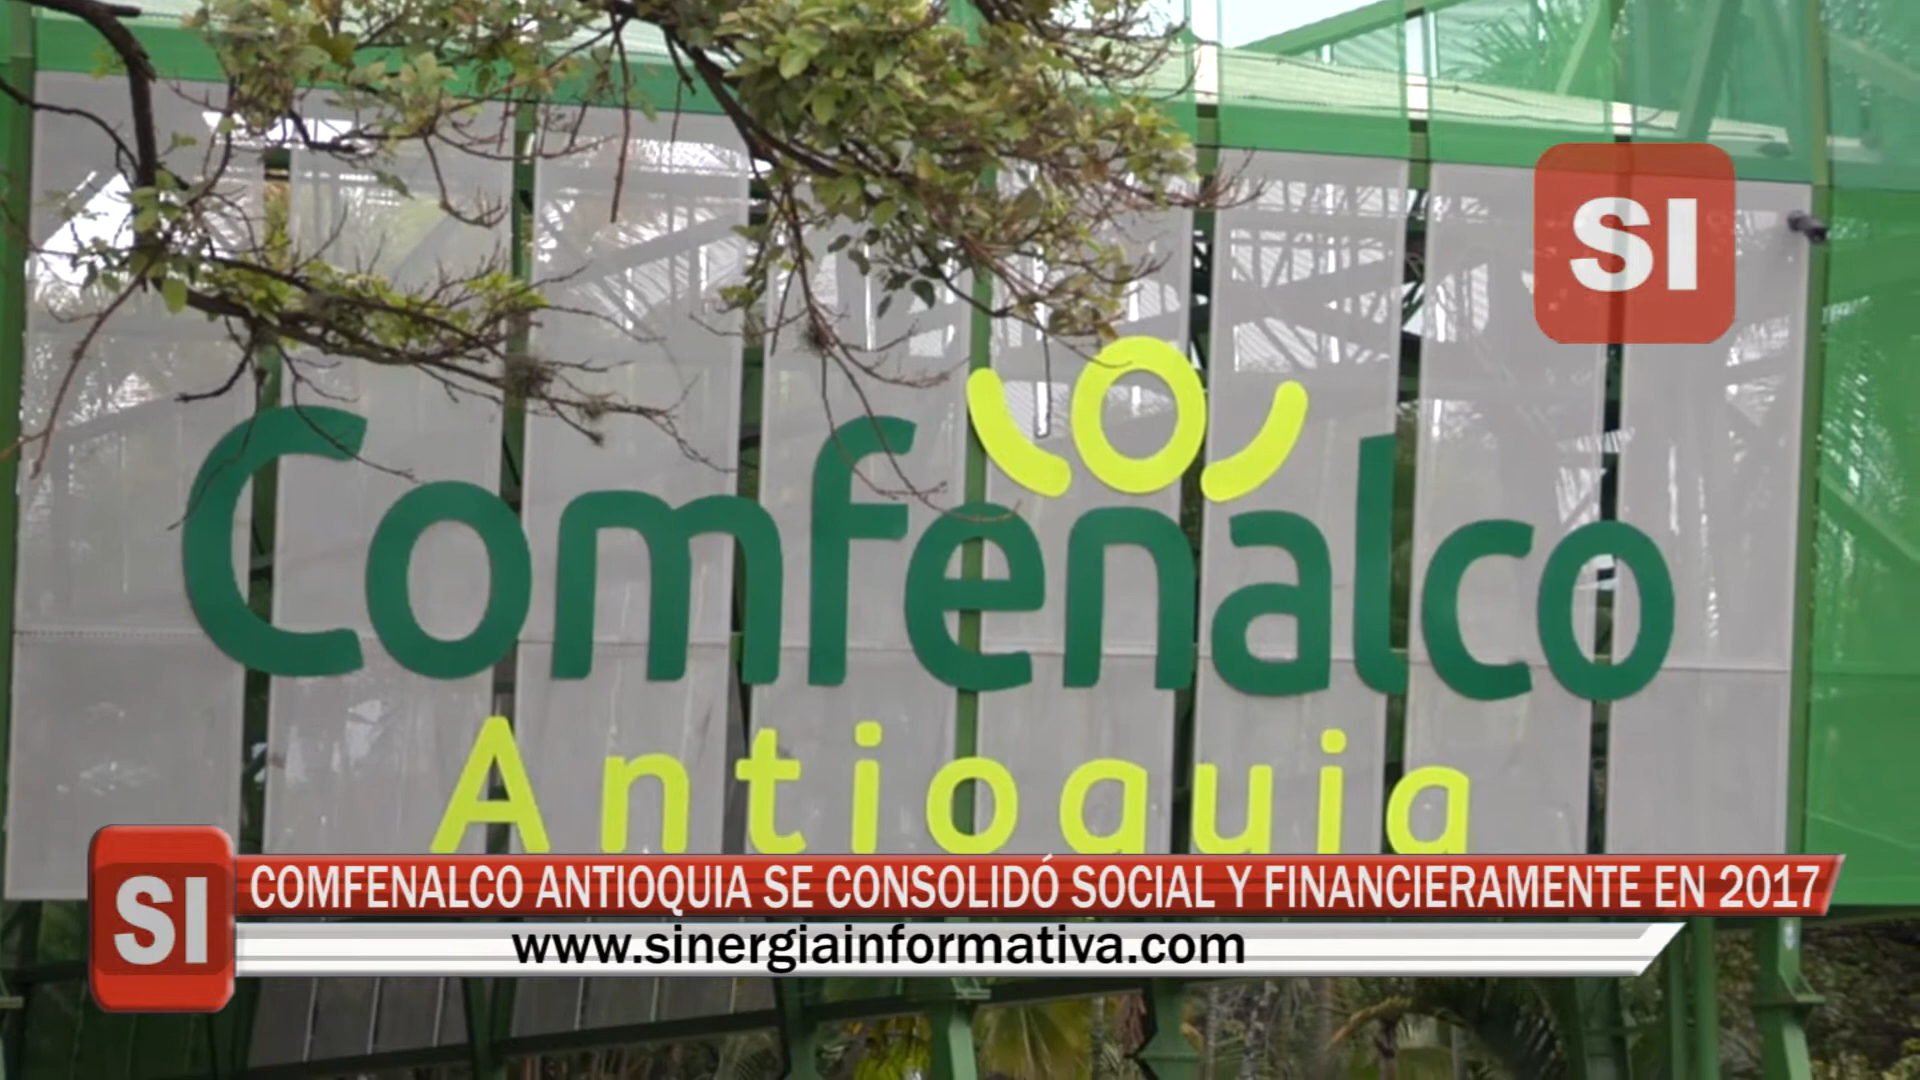 SI
Comfenalco
Antioquia
SI
COMFENALCO ANTIOQUIA SE CONSOLIDÓ SOCIAL Y FINANCIERAMENTE EN 2017
www.sinergiainformativa.com